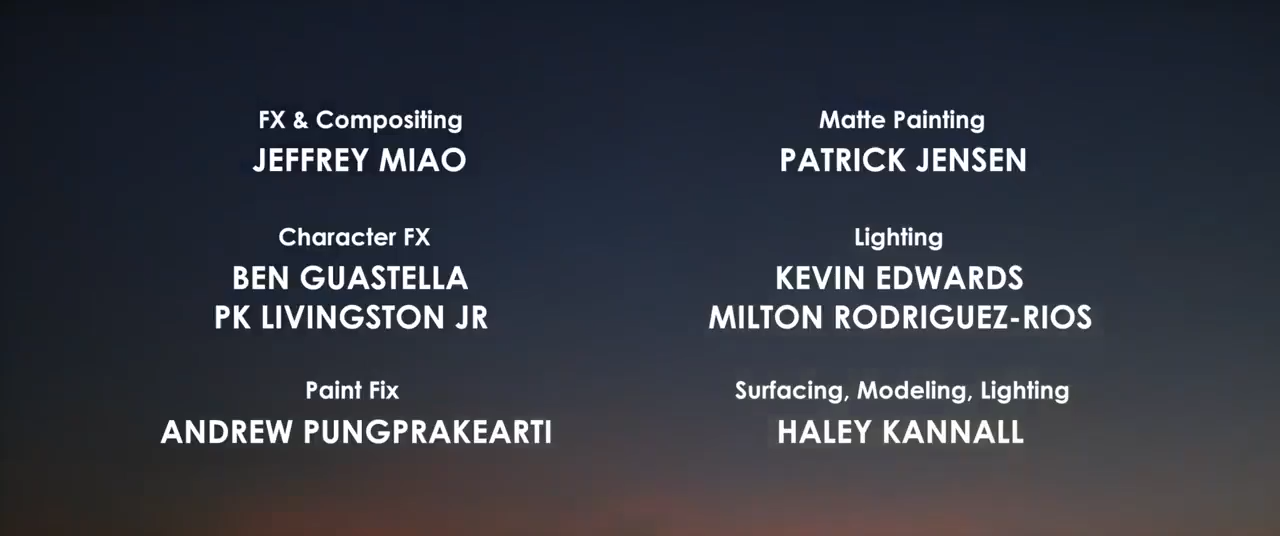 FX & Compositing
JEFFREY MIAO
Character FX
BEN GUASTELLA
PK LIVINGSTON JR
Paint Fix
ANDREW PUNGPRAKEARTI
Matte Painting
PATRICK JENSEN
Lighting
KEVIN EDWARDS
MILTON RODRIGUEZ-RIOS
Surfacing, Modeling, Lighting
HALEY KANNALL